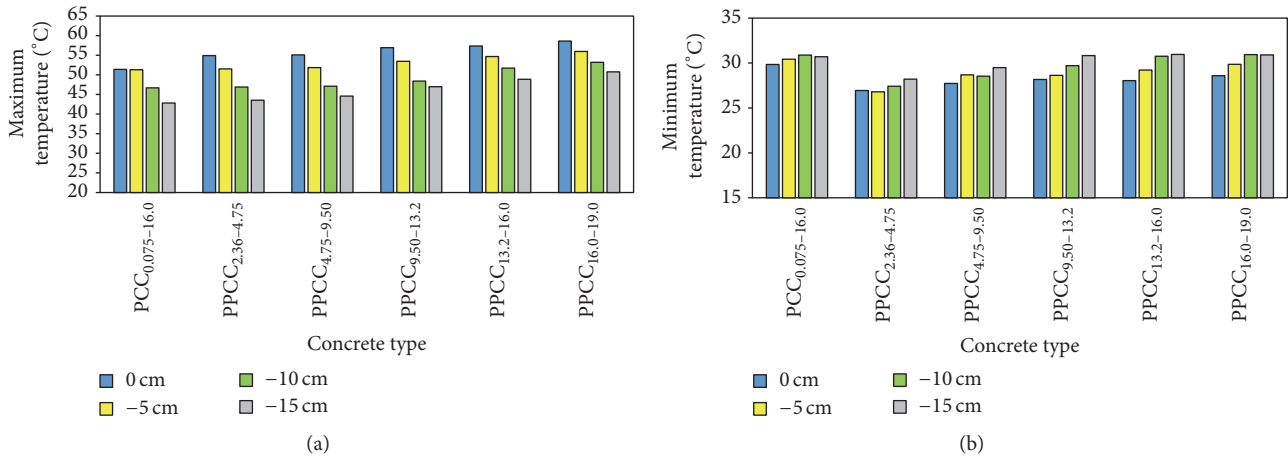 Maximum
temperature (°C)
65
60
55
50
45
40
35
30
25
20
PCC0.075–16.0
PPCC2.36–4.75
PPCC4.75–9.50
PPCC9.50–13.2
PPCC13.2–16.0
PPCC16.0–19.0
Concrete type
0 cm
−5 cm
−10 cm
−15 cm
(a)
Minimum
temperature (°C)
35
30
25
20
15
PCC0.075–16.0
PPCC2.36–4.75
PPCC4.75–9.50
PPCC9.50–13.2
PPCC13.2–16.0
PPCC16.0–19.0
Concrete type
0 cm
−5 cm
−10 cm
−15 cm
(b)